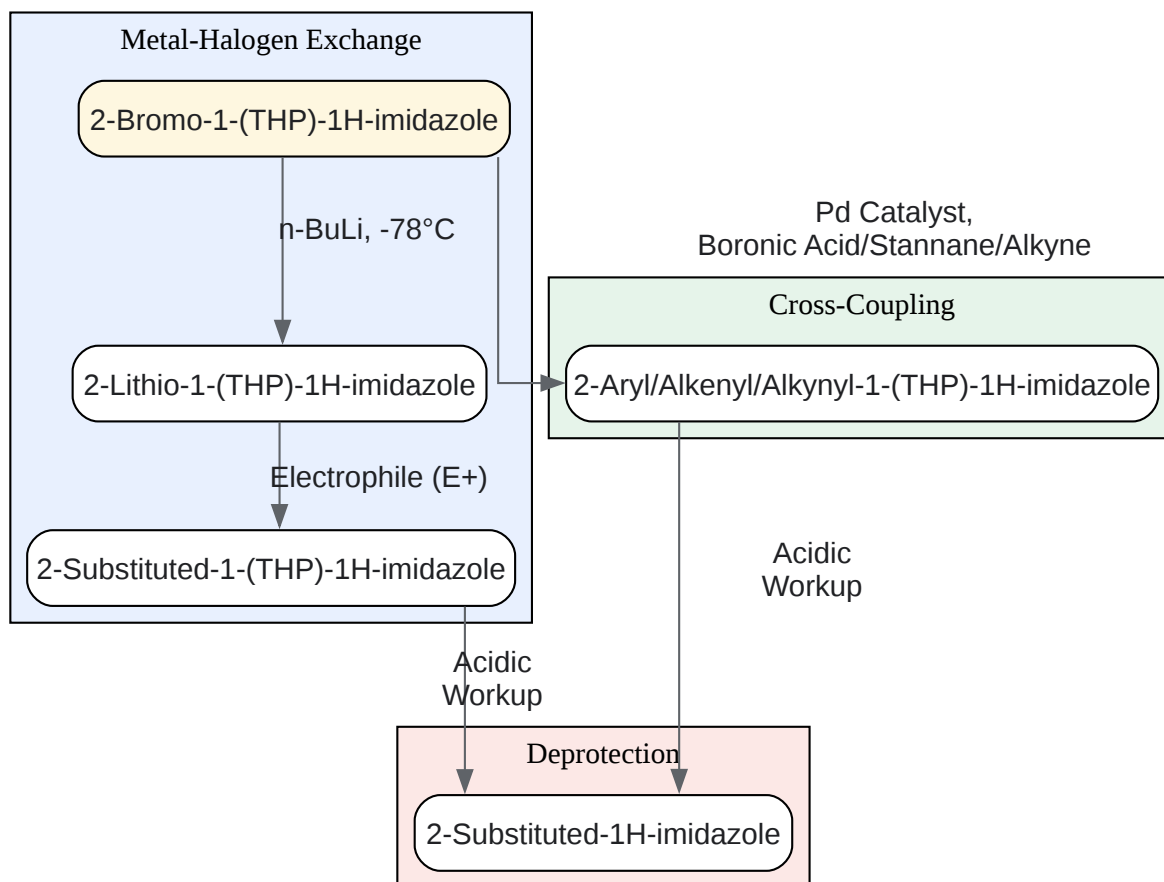 Metal-Halogen Exchange
2-Bromo-1-(THP)-1H-imidazole
n-BuLi, -78°C
Pd Catalyst,
Boronic Acid/Stannane/Alkyne
Cross-Coupling
2-Lithio-1-(THP)-1H-imidazole
2-Aryl/Alkenyl/Alkynyl-1-(THP)-1H-imidazole
Electrophile (E+)
2-Substituted-1-(THP)-1H-imidazole
Acidic
Workup
Acidic
Workup
Deprotection
2-Substituted-1H-imidazole